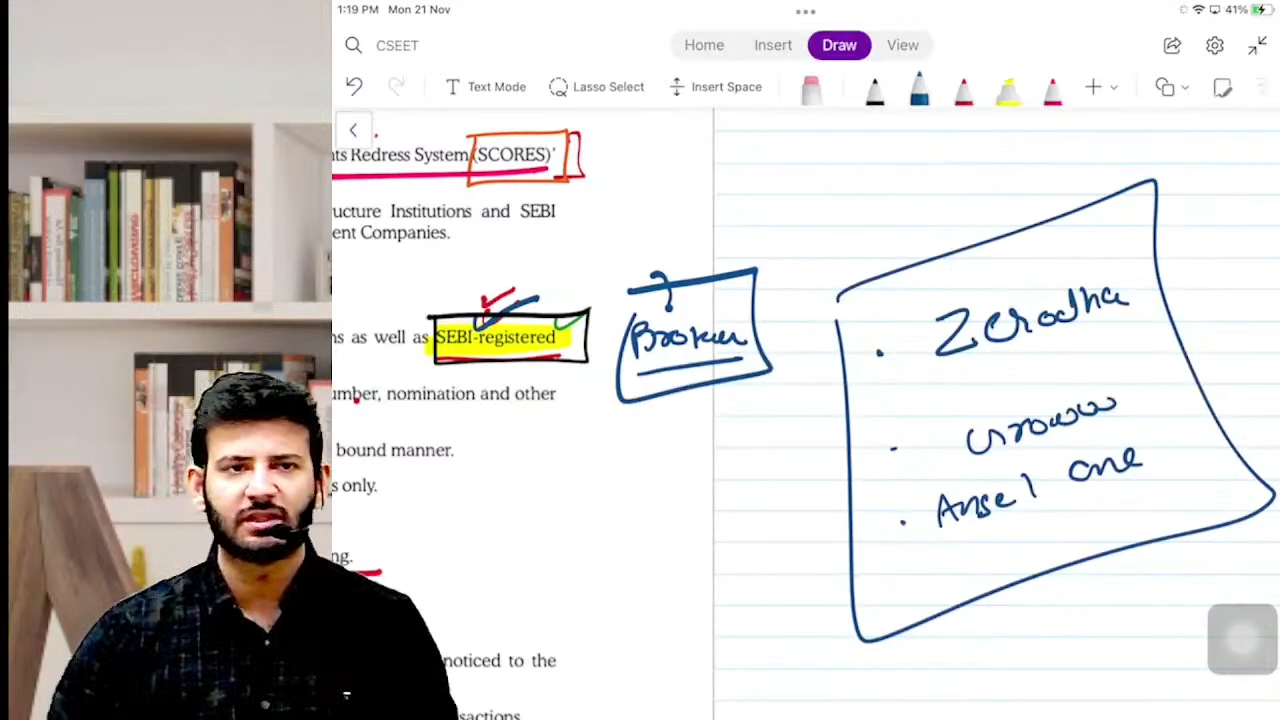 1:19 PM Mon 21 Nov
41%
CSEET
Home Insert Draw View
Text Mode Lasso Select Insert Space
nts Redress System (SCORES)'
ucture Institutions and SEBI
ent Companies.
ns as well as SEBI-registered
umber, nomination and other
bound manner.
s only.
ng.
noticed to the
sactions
Broker
Zerodha
Groww
Angel one